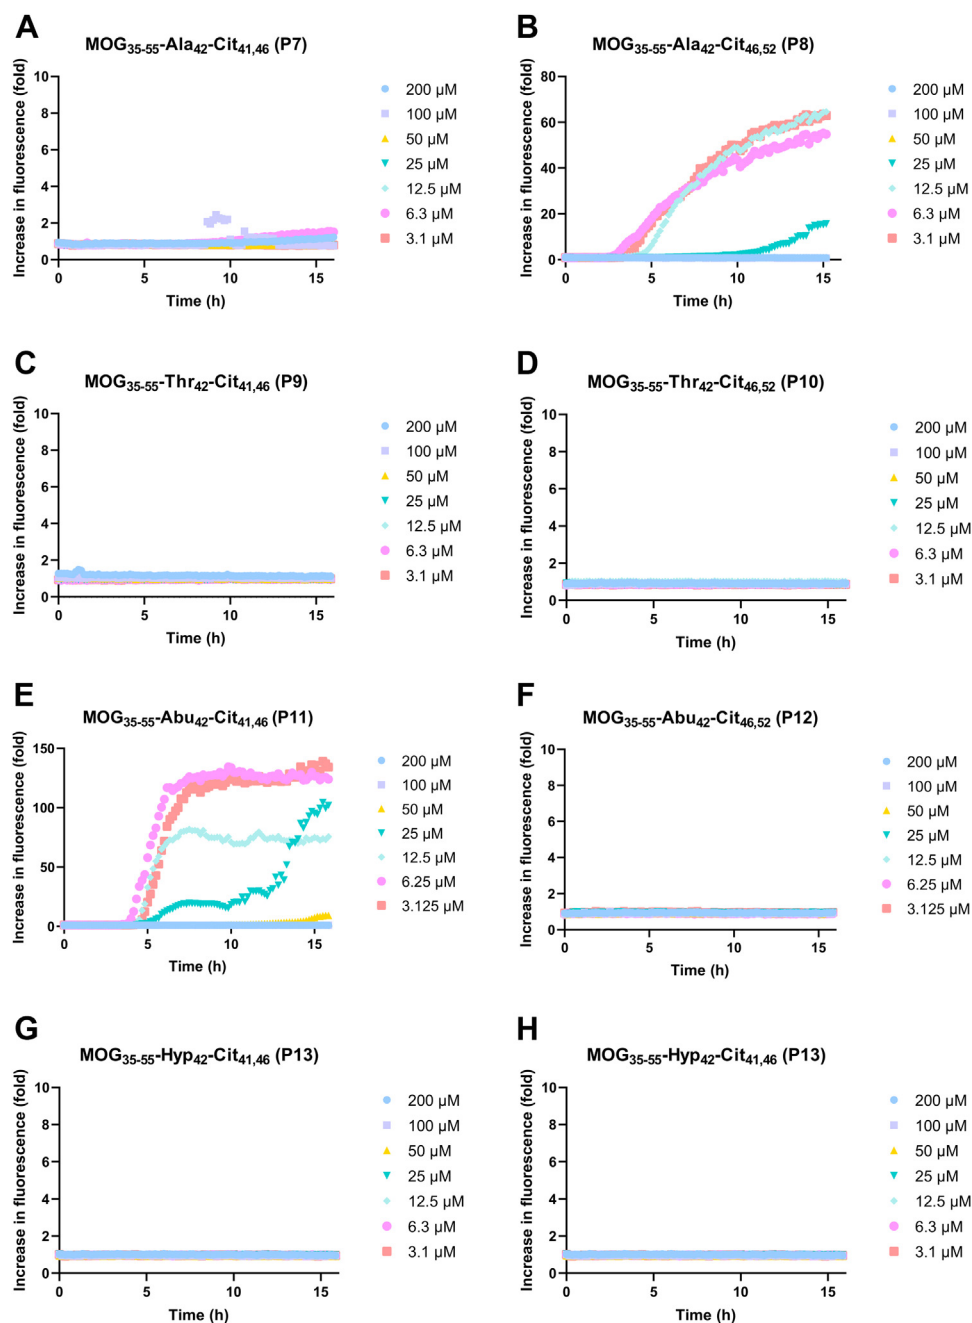 A
MOG35-55-Ala42-Cit41,46 (P7)
Increase in fluorescence (fold)
10
8
6
4
2
0
0 5 10 15
Time (h)
200 µM
100 µM
50 µM
25 µM
12.5 µM
6.3 µM
3.1 µM
B
MOG35-55-Ala42-Cit46,52 (P8)
Increase in fluorescence (fold)
80
60
40
20
0
0 5 10 15
Time (h)
200 µM
100 µM
50 µM
25 µM
12.5 µM
6.3 µM
3.1 µM
C
MOG35-55-Thr42-Cit41,46 (P9)
Increase in fluorescence (fold)
10
8
6
4
2
0
0 5 10 15
Time (h)
200 µM
100 µM
50 µM
25 µM
12.5 µM
6.3 µM
3.1 µM
D
MOG35-55-Thr42-Cit46,52 (P10)
Increase in fluorescence (fold)
10
8
6
4
2
0
0 5 10 15
Time (h)
200 µM
100 µM
50 µM
25 µM
12.5 µM
6.3 µM
3.1 µM
E
MOG35-55-Abu42-Cit41,46 (P11)
Increase in fluorescence (fold)
150
100
50
0
0 5 10 15
Time (h)
200 µM
100 µM
50 µM
25 µM
12.5 µM
6.25 µM
3.125 µM
F
MOG35-55-Abu42-Cit46,52 (P12)
Increase in fluorescence (fold)
10
8
6
4
2
0
0 5 10 15
Time (h)
200 µM
100 µM
50 µM
25 µM
12.5 µM
6.25 µM
3.125 µM
G
MOG35-55-Hyp42-Cit41,46 (P13)
Increase in fluorescence (fold)
10
8
6
4
2
0
0 5 10 15
Time (h)
200 µM
100 µM
50 µM
25 µM
12.5 µM
6.3 µM
3.1 µM
H
MOG35-55-Hyp42-Cit41,46 (P13)
Increase in fluorescence (fold)
10
8
6
4
2
0
0 5 10 15
Time (h)
200 µM
100 µM
50 µM
25 µM
12.5 µM
6.3 µM
3.1 µM